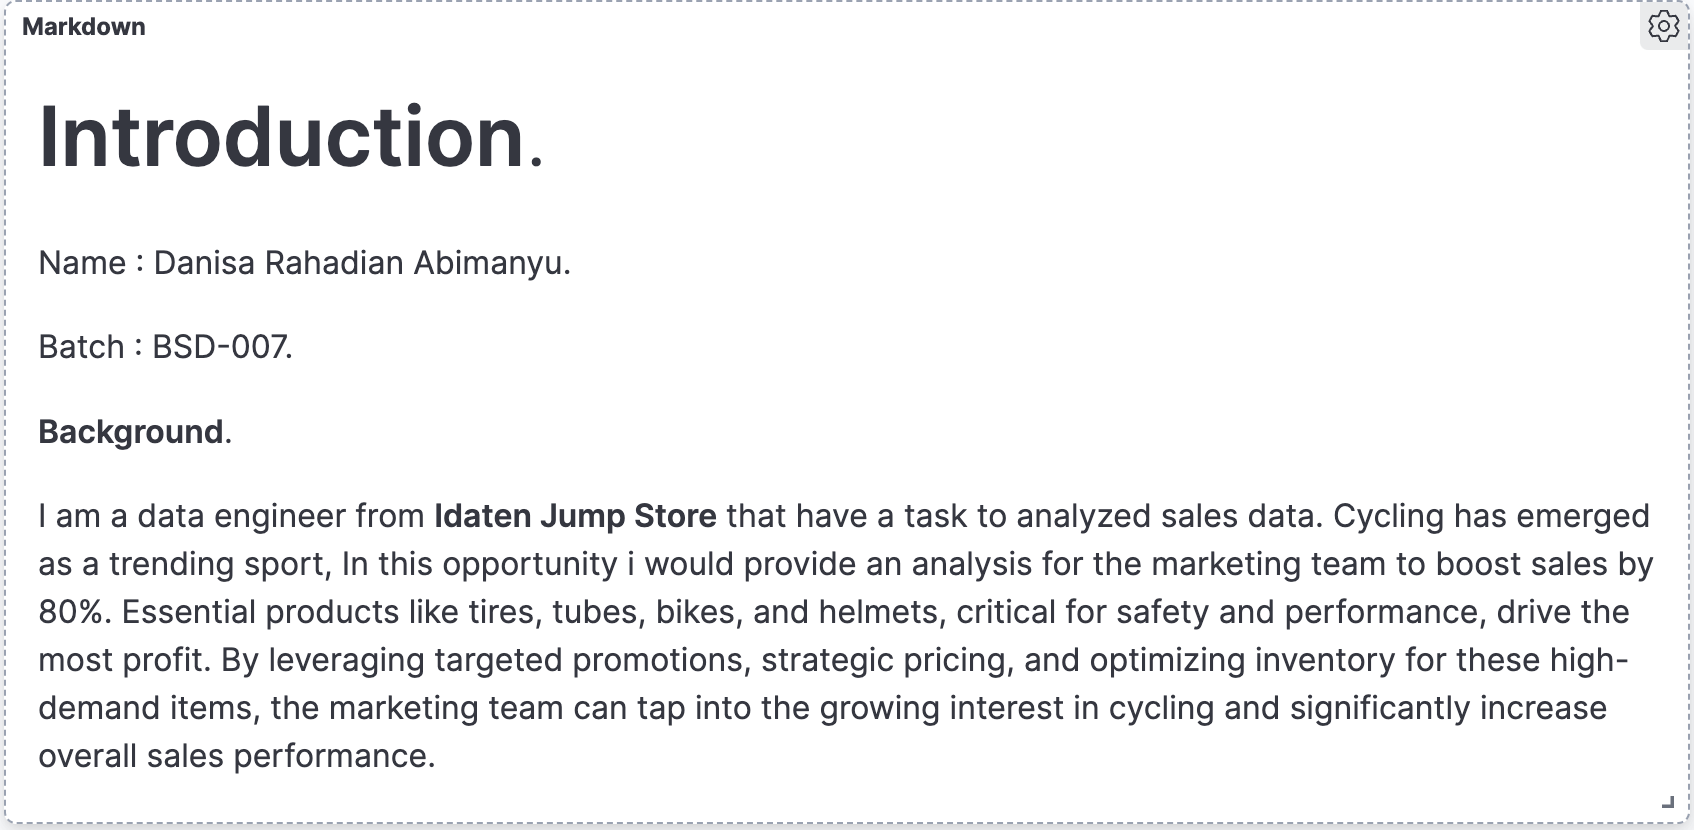 Markdown
Introduction.
Name : Danisa Rahadian Abimanyu.
Batch : BSD-007.
Background.
I am a data engineer from Idaten Jump Store that have a task to analyzed sales data. Cycling has emerged
as a trending sport, In this opportunity i would provide an analysis for the marketing team to boost sales by
80%. Essential products like tires, tubes, bikes, and helmets, critical for safety and performance, drive the
most profit. By leveraging targeted promotions, strategic pricing, and optimizing inventory for these high-
demand items, the marketing team can tap into the growing interest in cycling and significantly increase
overall sales performance.